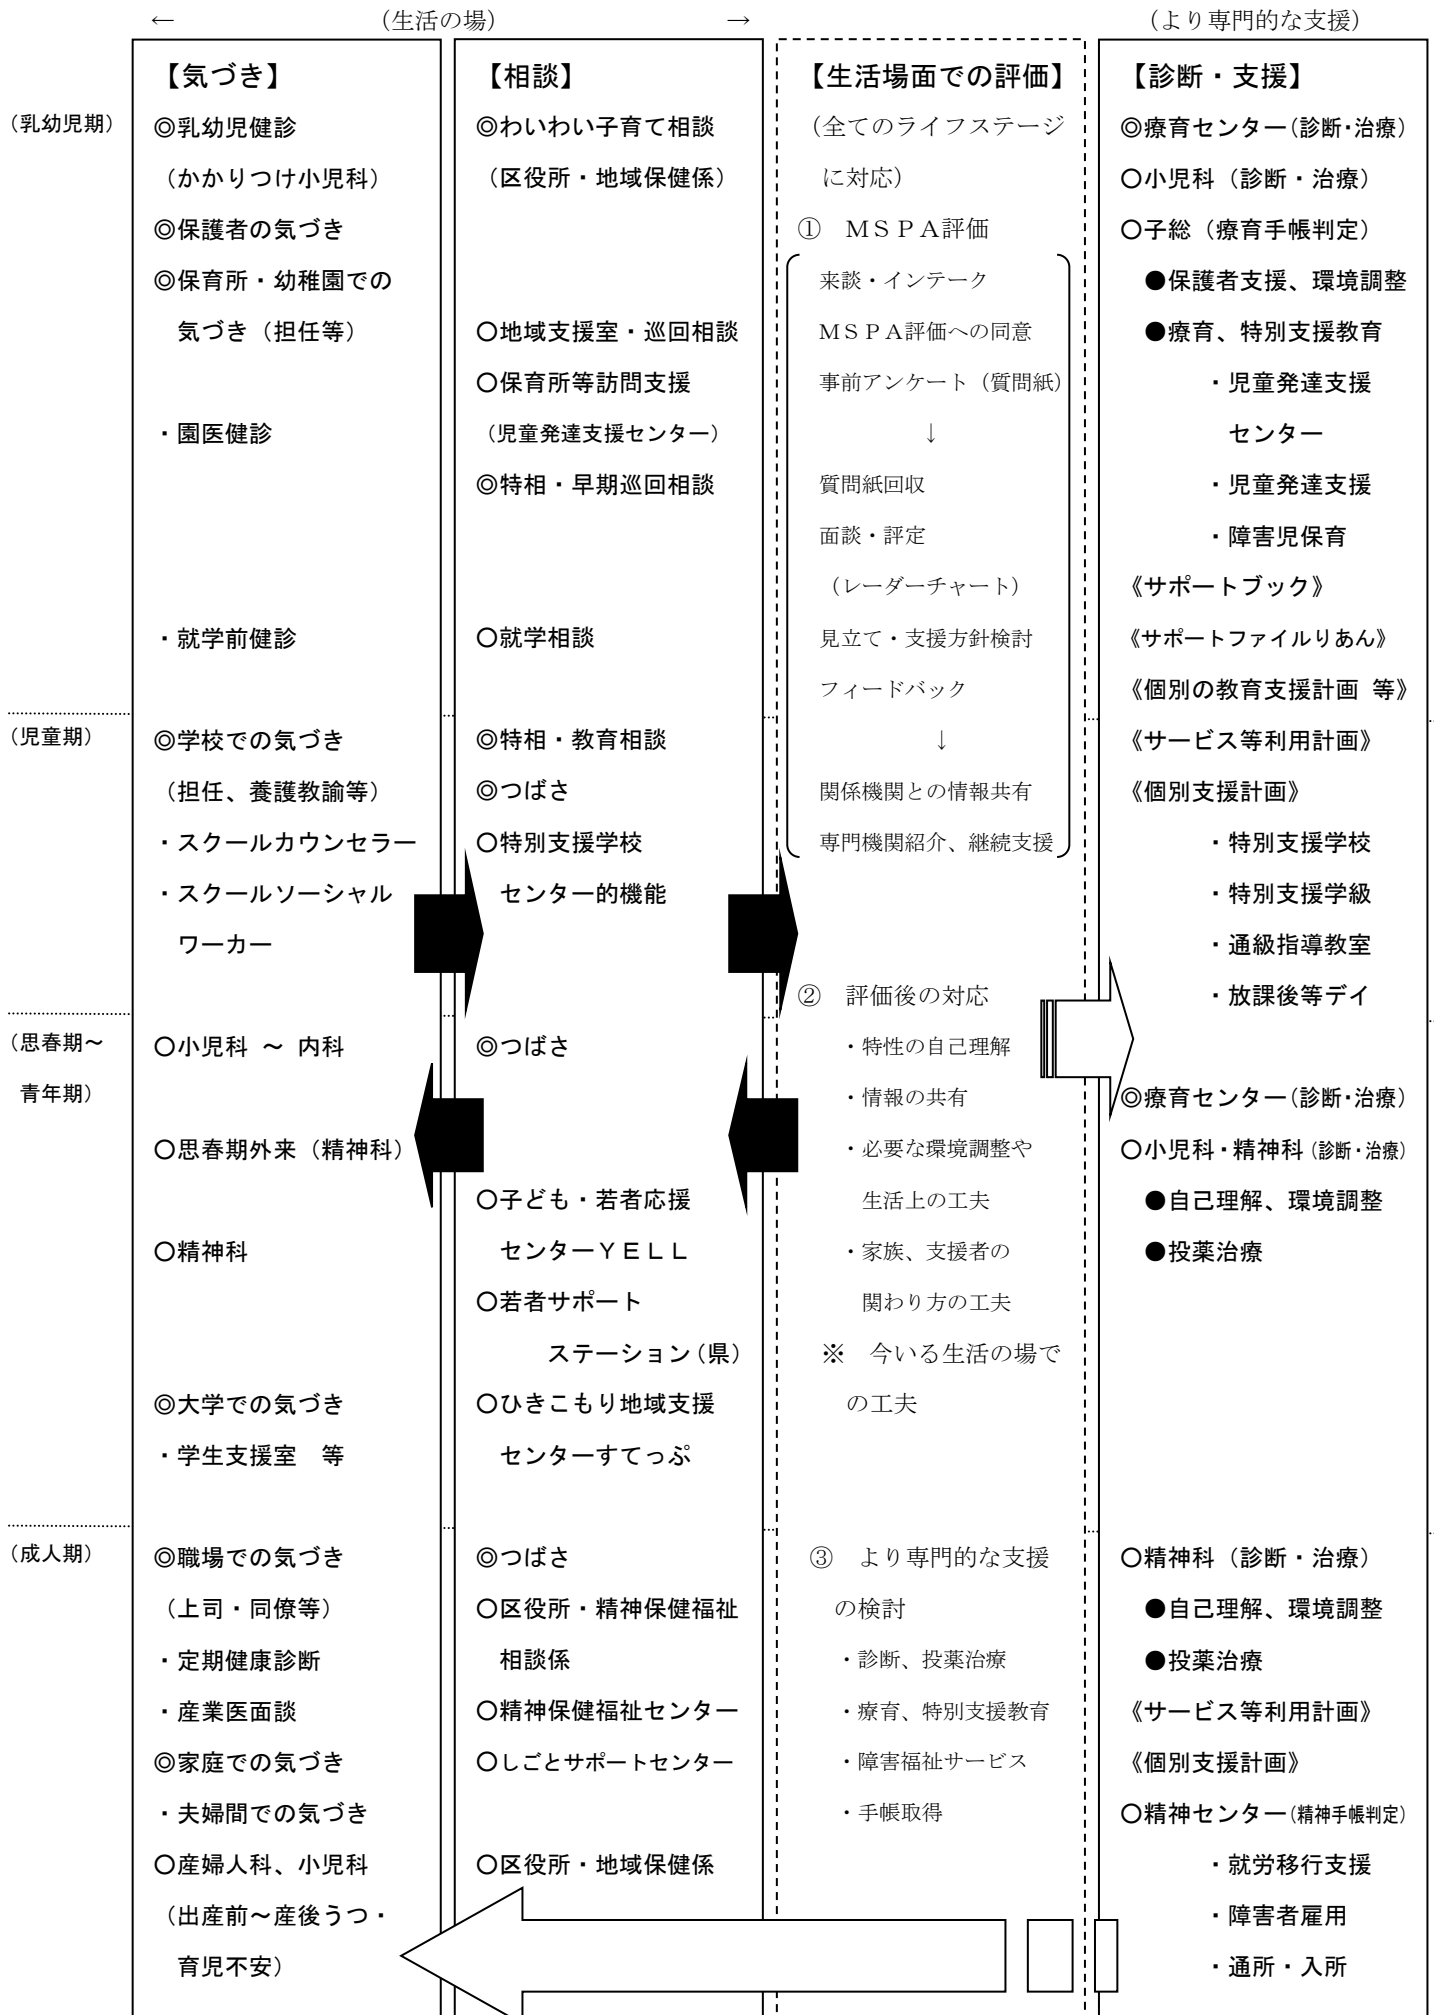 ← （生活の場） → （より専門的な支援）
【気づき】
（乳幼児期）
◎乳幼児健診
（かかりつけ小児科）
◎保護者の気づき
◎保育所・幼稚園での
気づき（担任等）
・園医健診
・就学前健診
（児童期）
◎学校での気づき
（担任、養護教諭等）
・スクールカウンセラー
・スクールソーシャル
ワーカー
（思春期～
青年期）
〇小児科 ～ 内科
〇思春期外来（精神科）
〇精神科
◎大学での気づき
・学生支援室　等
（成人期）
◎職場での気づき
（上司・同僚等）
・定期健康診断
・産業医面談
◎家庭での気づき
・夫婦間での気づき
〇産婦人科、小児科
（出産前～産後うつ・
育児不安）
【相談】
◎わいわい子育て相談
（区役所・地域保健係）
〇地域支援室・巡回相談
〇保育所等訪問支援
（児童発達支援センター）
◎特相・早期巡回相談
〇就学相談
◎特相・教育相談
◎つばさ
〇特別支援学校
センター的機能
◎つばさ
〇子ども・若者応援
センターＹＥＬＬ
〇若者サポート
ステーション（県）
〇ひきこもり地域支援
センターすてっぷ
◎つばさ
〇区役所・精神保健福祉
相談係
〇精神保健福祉センター
〇しごとサポートセンター
〇区役所・地域保健係
【生活場面での評価】
（全てのライフステージ
に対応）
①　ＭＳＰＡ評価
来談・インテーク
ＭＳＰＡ評価への同意
事前アンケート（質問紙）
↓
質問紙回収
面談・評定
（レーダーチャート）
見立て・支援方針検討
フィードバック
↓
関係機関との情報共有
専門機関紹介、継続支援
②　評価後の対応
・特性の自己理解
・情報の共有
・必要な環境調整や
生活上の工夫
・家族、支援者の
関わり方の工夫
※　今いる生活の場で
の工夫
③　より専門的な支援
の検討
・診断、投薬治療
・療育、特別支援教育
・障害福祉サービス
・手帳取得
【診断・支援】
◎療育センター（診断・治療）
〇小児科（診断・治療）
〇子総（療育手帳判定）
●保護者支援、環境調整
●療育、特別支援教育
・児童発達支援
センター
・児童発達支援
・障害児保育
《サポートブック》
《サポートファイルりあん》
《個別の教育支援計画 等》
《サービス等利用計画》
《個別支援計画》
・特別支援学校
・特別支援学級
・通級指導教室
・放課後等デイ
◎療育センター（診断・治療）
〇小児科・精神科（診断・治療）
●自己理解、環境調整
●投薬治療
〇精神科（診断・治療）
●自己理解、環境調整
●投薬治療
《サービス等利用計画》
《個別支援計画》
〇精神センター（精神手帳判定）
・就労移行支援
・障害者雇用
・通所・入所